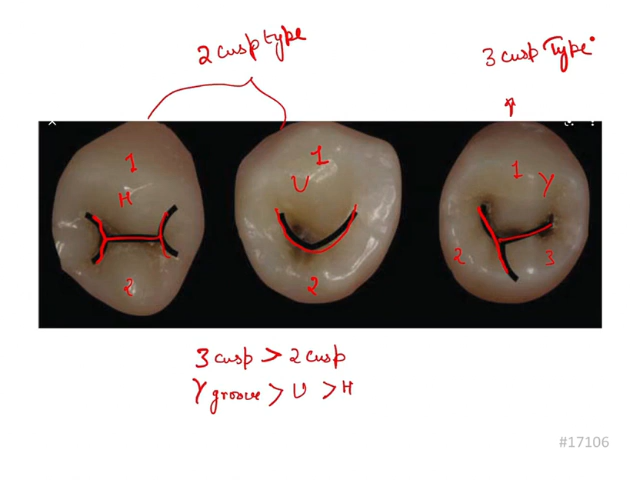 2 cusp type
3 cusp Type
1
H
2
1
U
2
1
Y
2
3
3 cusp > 2 cusp
Y groove > U > H
#17106